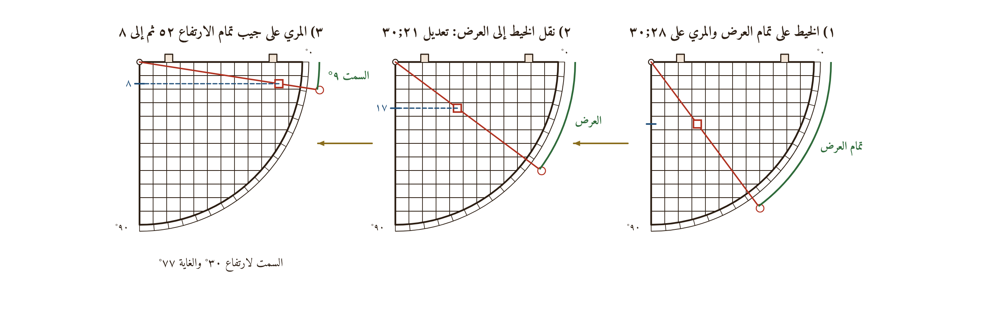 ١) الخيط على تمام العرض والمري على ٢٨;٣٠
٠°
تمام العرض
٩٠°
٢) نقل الخيط إلى العرض: تعديل ٢١;٣٠
٠°
١٧
العرض
٩٠°
٣) المري على جيب تمام الارتفاع ٥٢ ثم إلى ٨
٠°
السمت ٩°
٨
٩٠°
السمت لارتفاع ٣٠° والغاية ٧٧°